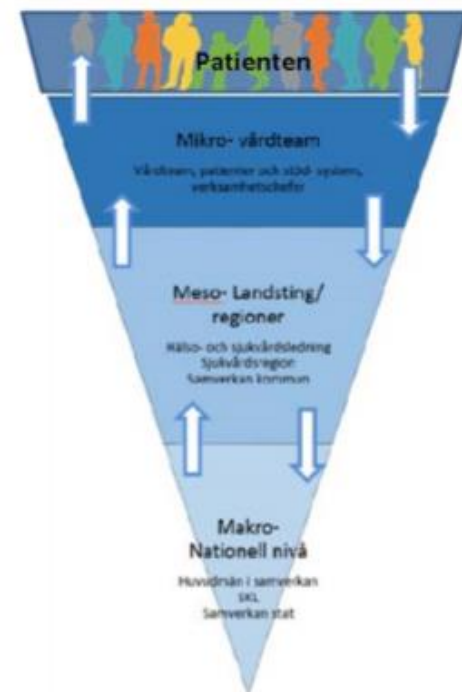 Patienten
Mikro- vårdteam
Vårdteam, patienter och stöd- system,
verksamhetschefer
Meso- Landsting/
regioner
Hälso- och sjukvårdsledning
Sjukvårdsregion
Samverkan kommun
Makro-
Nationell nivå
Huvudmän i samverkan
SKL
Samverkan stat